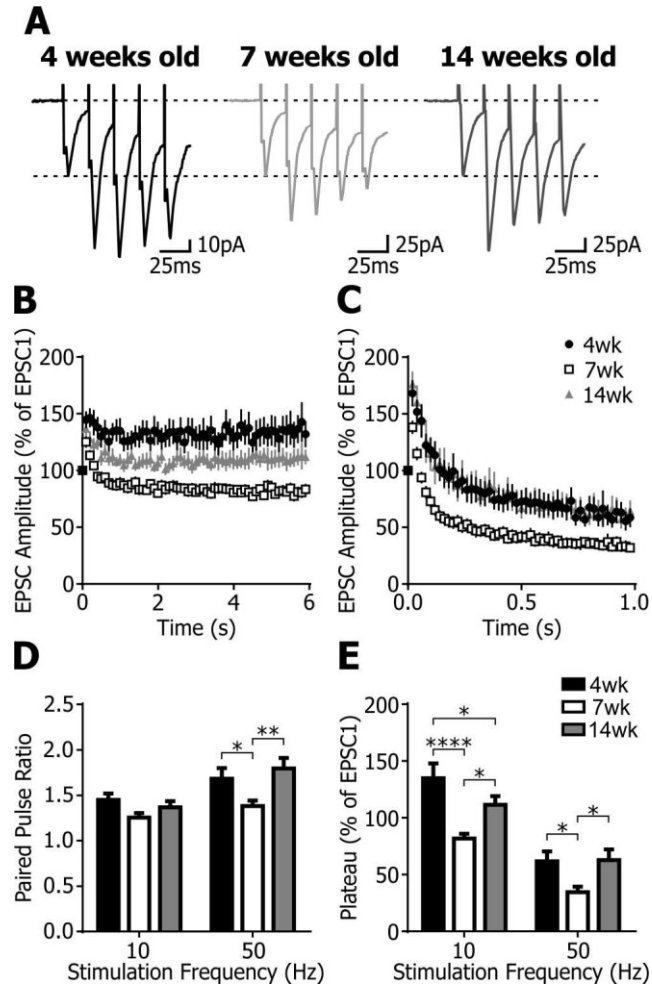 A
4 weeks old 7 weeks old 14 weeks old
10pA 25pA 25pA
25ms 25ms 25ms
B
EPSC Amplitude (% of EPSC1)
200
150
100
50
0
0 2 4 6
Time (s)
C
EPSC Amplitude (% of EPSC1)
200
150
100
50
0
4wk
7wk
14wk
0.0 0.5 1.0
Time (s)
D
Paired Pulse Ratio
2.5
2.0
1.5
1.0
0.5
0.0
* **
10 50
Stimulation Frequency (Hz)
E
Plateau (% of EPSC1)
200
150
100
50
0
4wk
7wk
14wk
*
****
*
* *
10 50
Stimulation Frequency (Hz)